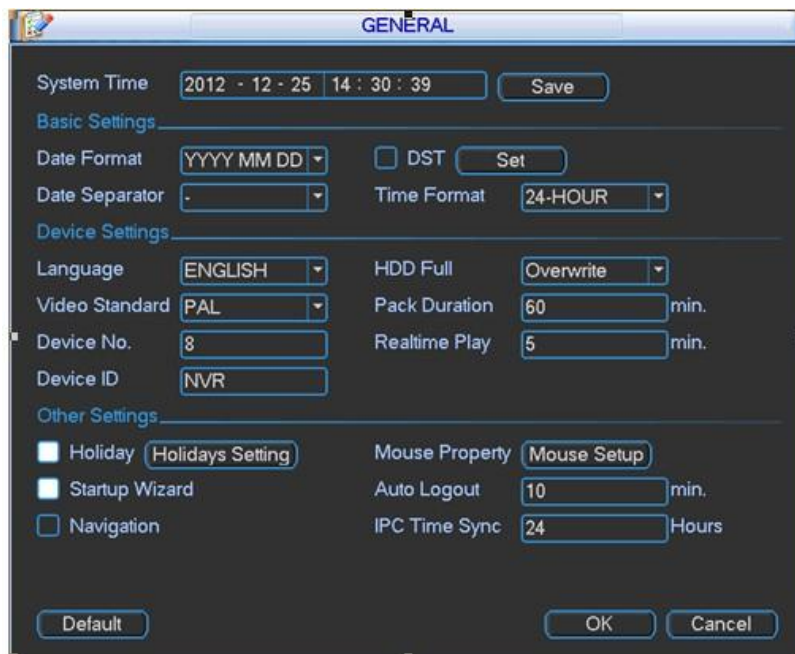 GENERAL
System Time 2012 - 12 - 25 14 : 30 : 39 Save
Basic Settings
Date Format YYYY MM DD DST Set
Date Separator - Time Format 24-HOUR
Device Settings
Language ENGLISH HDD Full Overwrite
Video Standard PAL Pack Duration 60 min.
Device No. 8 Realtime Play 5 min.
Device ID NVR
Other Settings
Holiday Holidays Setting Mouse Property Mouse Setup
Startup Wizard Auto Logout 10 min.
Navigation IPC Time Sync 24 Hours
Default OK Cancel